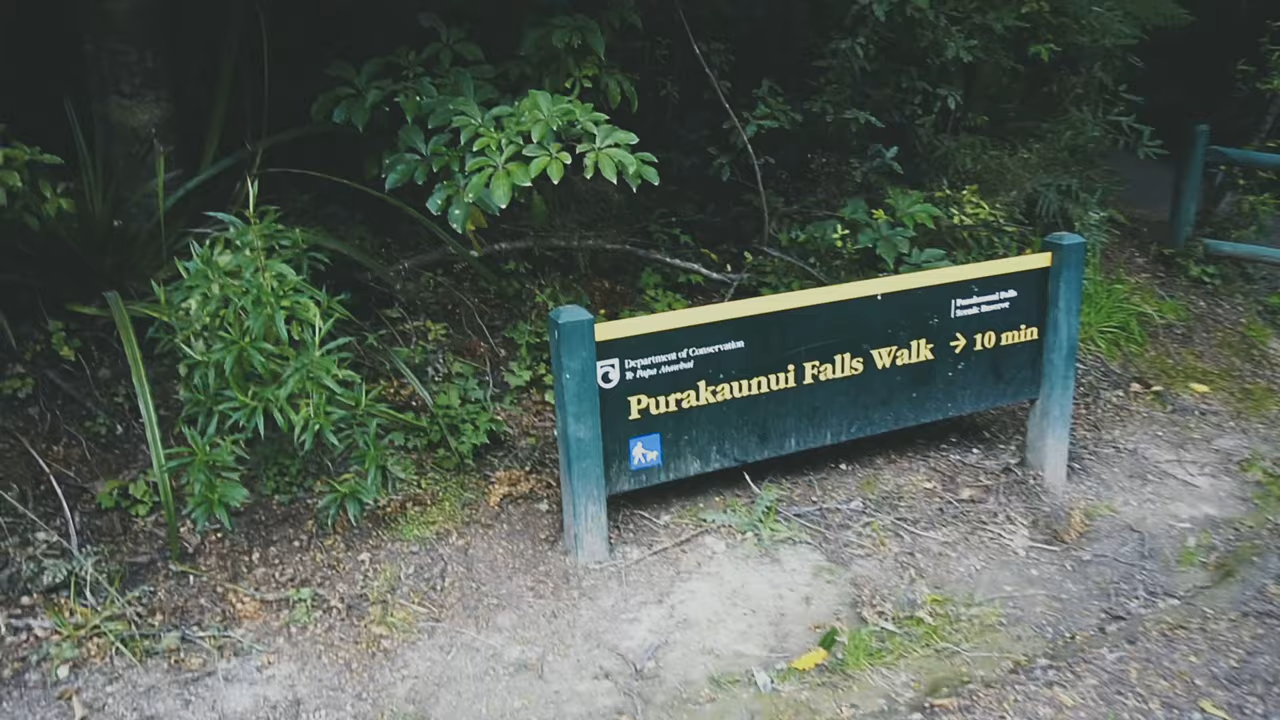 Department of Conservation
Te Papa Atawhai
Purakaunui Falls
Scenic Reserve
Purakaunui Falls Walk → 10 min